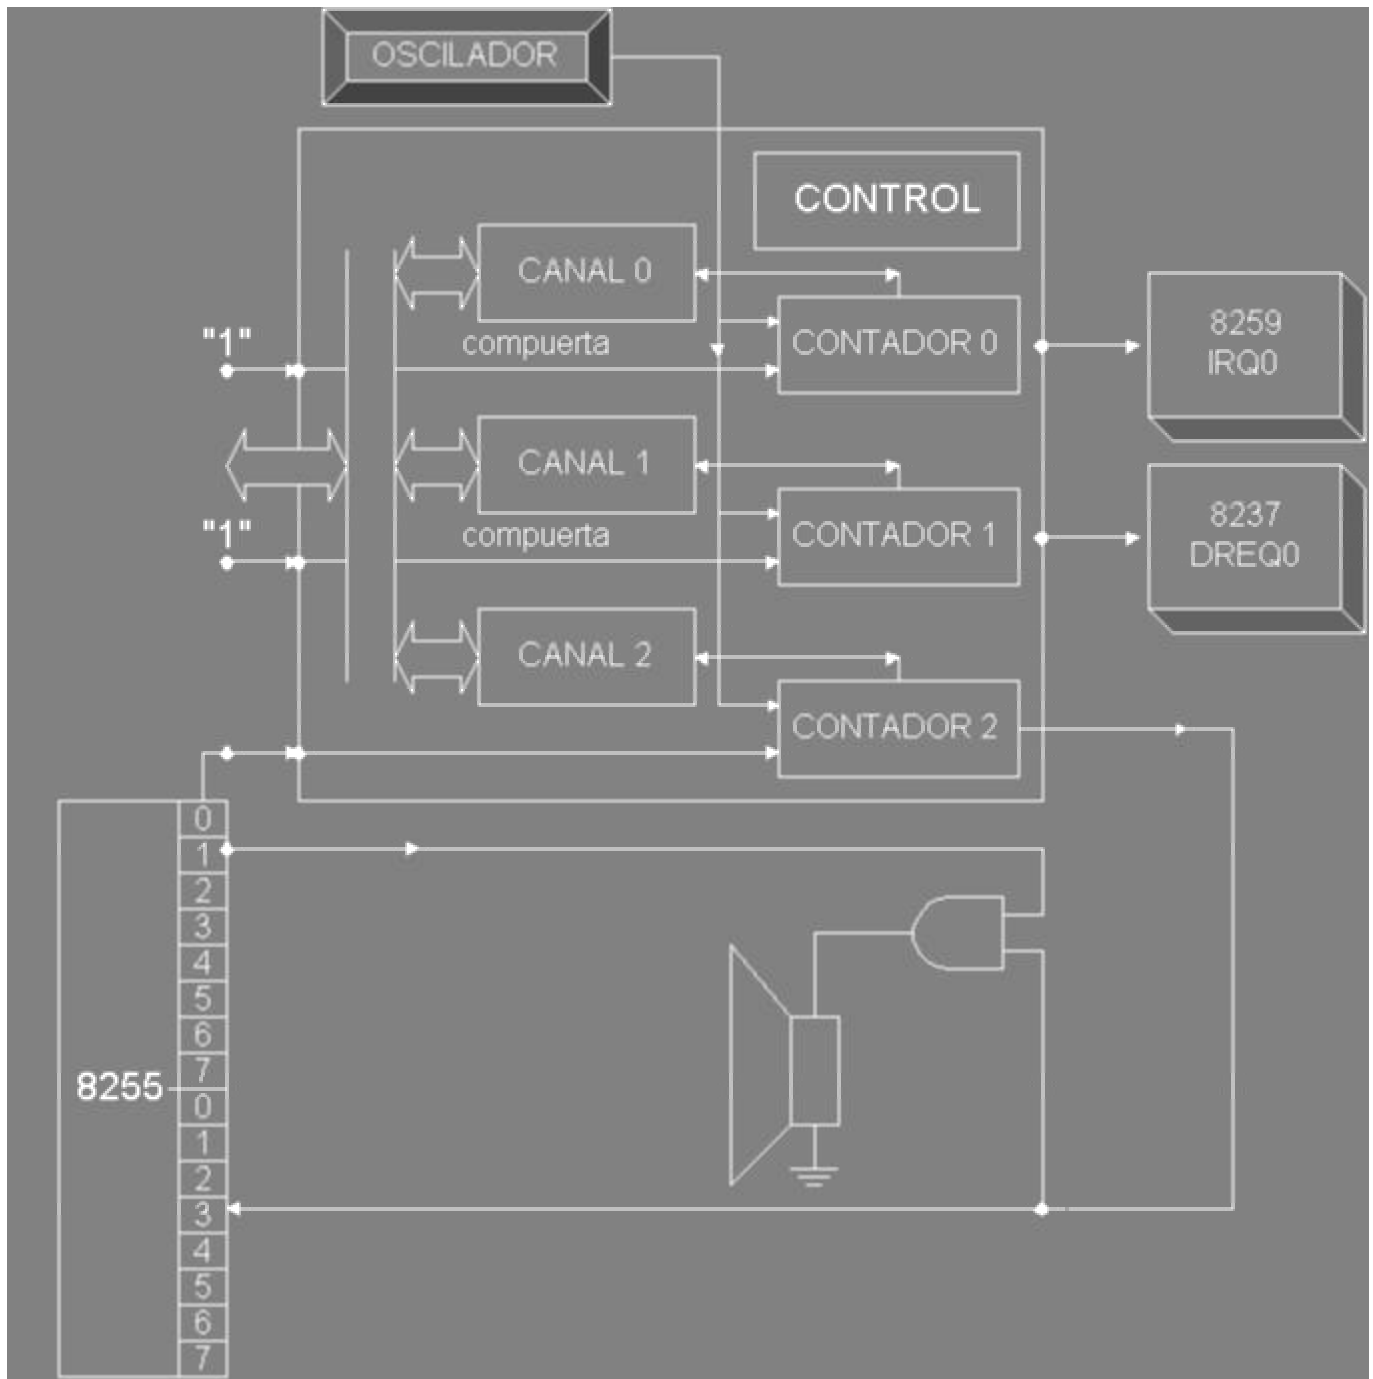 OSCILADOR
CONTROL
CANAL 0
"1"
compuerta
CONTADOR 0
8259
IRQ0
CANAL 1
"1"
compuerta
CONTADOR 1
8237
DREQ0
CANAL 2
CONTADOR 2
0
1
2
3
4
5
6
7
8255
0
1
2
3
4
5
6
7